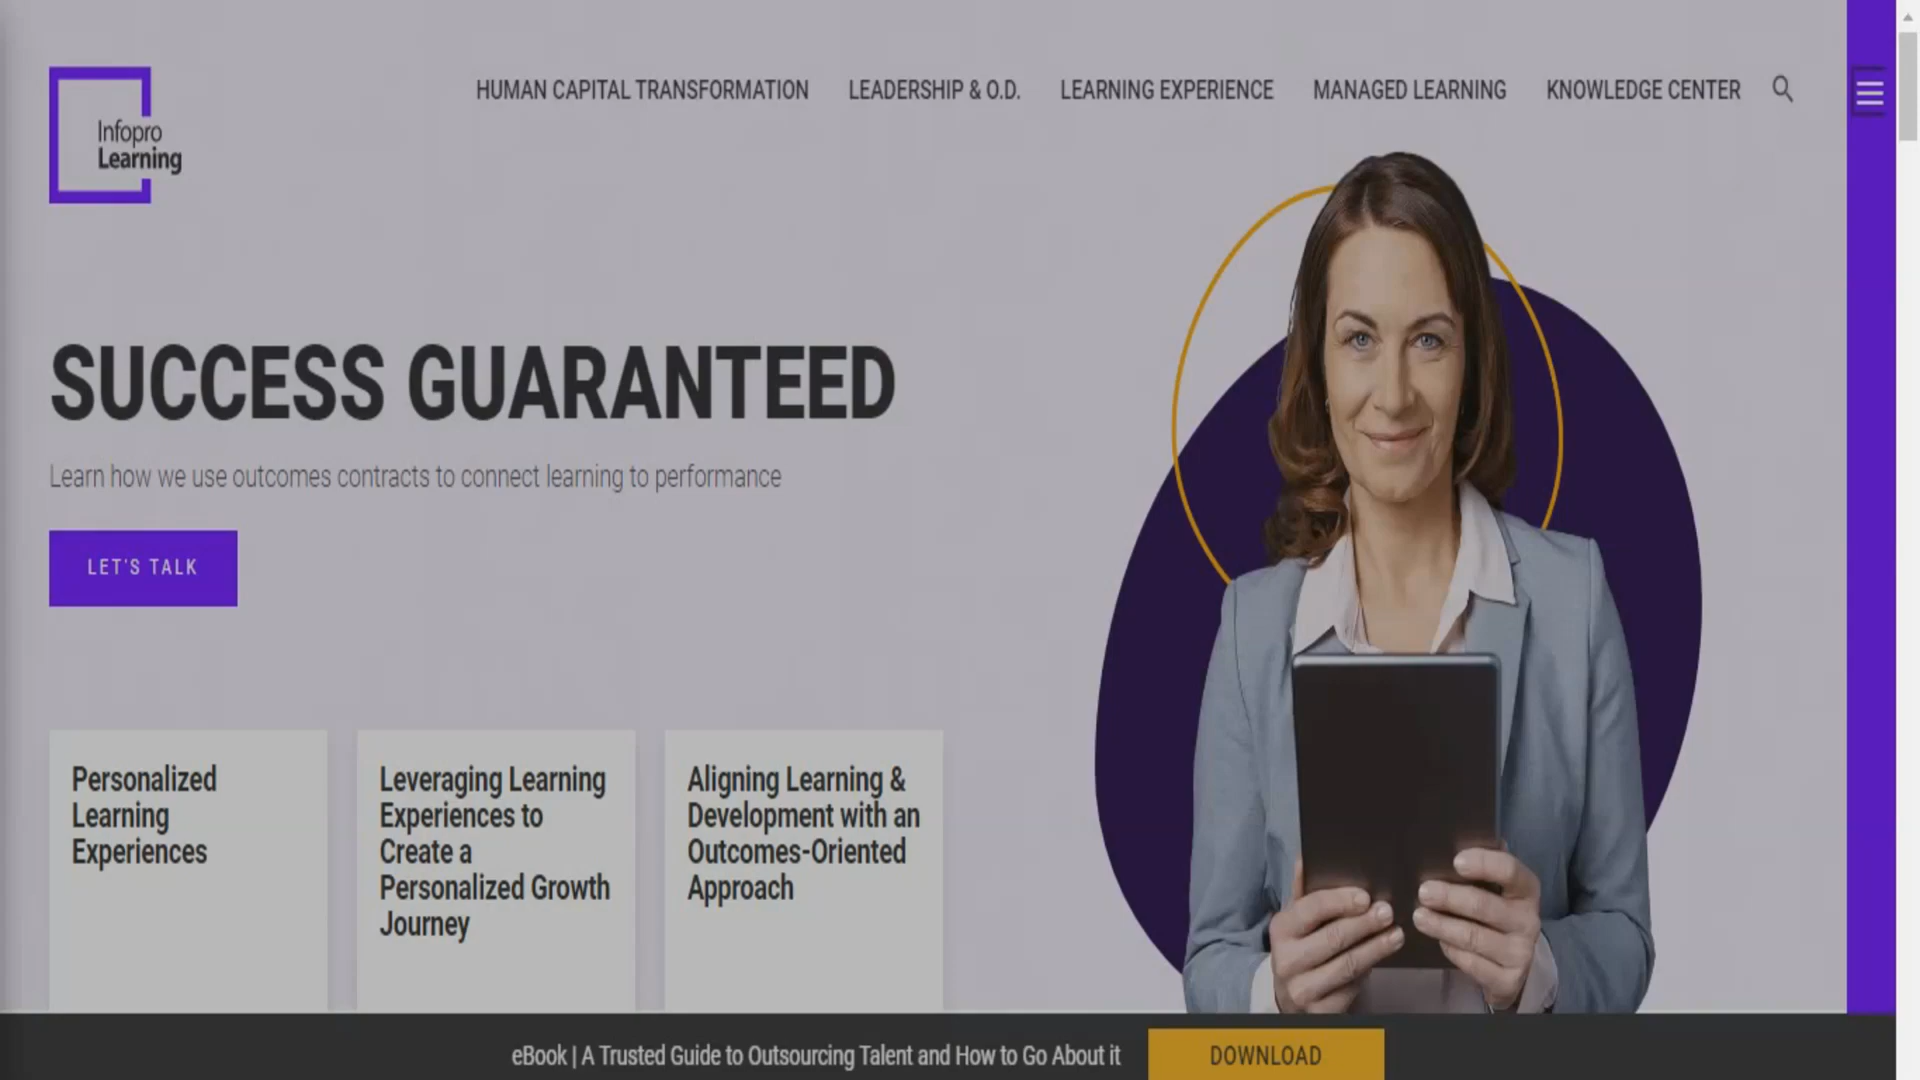 HUMAN CAPITAL TRANSFORMATION LEADERSHIP & O.D. LEARNING EXPERIENCE MANAGED LEARNING KNOWLEDGE CENTER
Infopro
Learning
SUCCESS GUARANTEED
Learn how we use outcomes contracts to connect learning to performance
LET'S TALK
Personalized
Learning
Experiences
Leveraging Learning
Experiences to
Create a
Personalized Growth
Journey
Aligning Learning &
Development with an
Outcomes-Oriented
Approach
eBook | A Trusted Guide to Outsourcing Talent and How to Go About it
DOWNLOAD